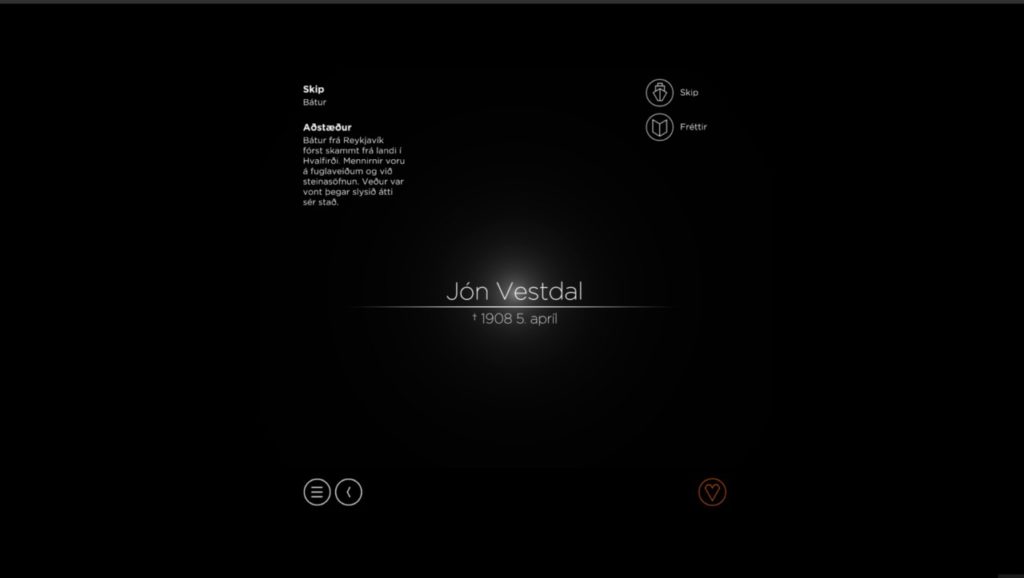 Skip
Bátur
Aðstæður
Bátur frá Reykjavík
fórst skammt frá landi í
Hvalfirði. Mennirnir voru
á fuglaveiðum og við
steinasöfnun. Veður var
vont þegar slysið átti
sér stað.
Skip
Fréttir
Jón Vestdal
† 1908 5. apríl